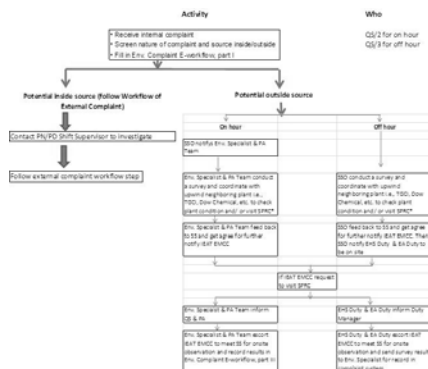 Activity
Who
• Receive internal complaint
• Screen nature of complaint and source inside/outside
• Fill in Env. Complaint E-workflow, part I
QS/2 for on hour
QS/3 for off hour
Potential inside source (follow Workflow of
External Complaint)
Potential outside source
Contact PN/PD Shift Supervisor to investigate
Follow external complaint workflow step
On hour
Off hour
SSD notifys Env. Specialist & PA
Team
Env. Specialist & PA Team conduct
a survey and coordinate with
upwind neighboring plant i.e.,
TOCI, Dow Chemical, etc. to check
plant condition and/ or visit SPRC*
SSD conduct a survey and
coordinate with upwind
neighboring plant i.e., TOCI, Dow
Chemical, etc. to check plant
condition and/ or visit SPRC*
Env. Specialist & PA Team Feed back
to SS and get agree for further
notify IEAT EMCC
SSD feed back to SS and get agree
for further notify IEAT EMCC. Then
SSD notify EHS Duty & EA Duty to
be on site
If IEAT EMCC request
to visit SPRC
Env. Specialist & PA Team inform
QS & PA
EHS Duty & EA Duty inform Duty
Manager
Env. Specialist & PA Team escort
IEAT EMCC to meet SS for onsite
observation and record results in
Env. Complaint E-workflow, part III
EHS Duty & EA Duty escort IEAT
EMCC to meet SS for onsite
observation and send survey result
to Env. Specialist for record in
complaint system